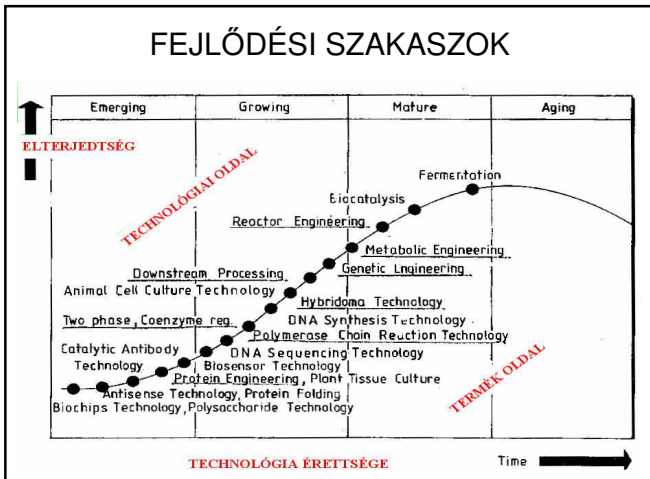 FEJLŐDÉSI SZAKASZOK
Emerging Growing Mature Aging
ELTERJEDTSÉG
TECHNOLÓGIAI OLDAL
Fermentation
Biocatalysis
Reactor Engineering
Metabolic Engineering
Downstream Processing
Genetic Engineering
Animal Cell Culture Technology
Hybridoma Technology
Two phase, Coenzyme reg.
DNA Synthesis Technology
Polymerase Chain Reaction Technology
Catalytic Antibody
Technology
DNA Sequencing Technology
Biosensor Technology
Protein Engineering, Plant Tissue Culture
Antisense Technology, Protein Folding
Biochips Technology, Polysaccharide Technology
TERMÉK OLDAL
TECHNOLÓGIA ÉRETTSÉGE
Time